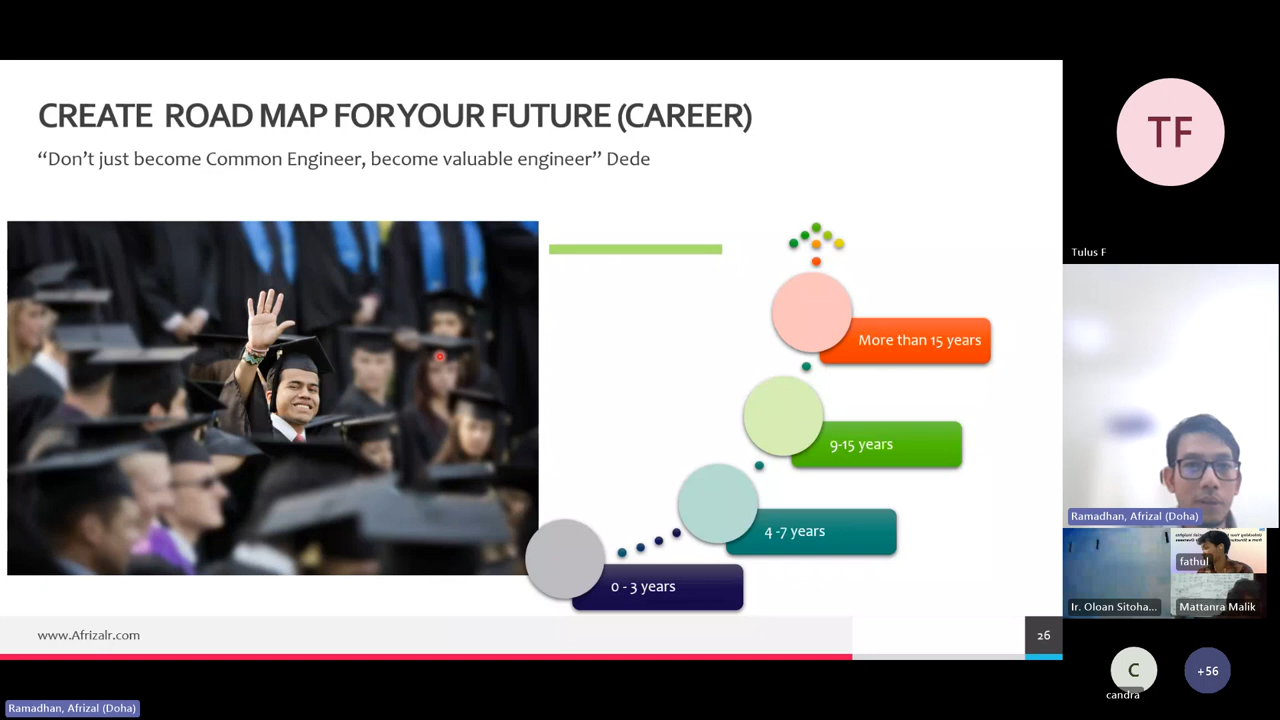 CREATE ROAD MAP FOR YOUR FUTURE (CAREER)
“Don’t just become Common Engineer, become valuable engineer” Dede
More than 15 years
9-15 years
4 -7 years
0 - 3 years
www.Afrizalr.com
26
TF
Tulus F
Ramadhan, Afrizal (Doha)
fathul
Ir. Oloan Sitoha...
Mattanra Malik
C
candra
+56
Ramadhan, Afrizal (Doha)